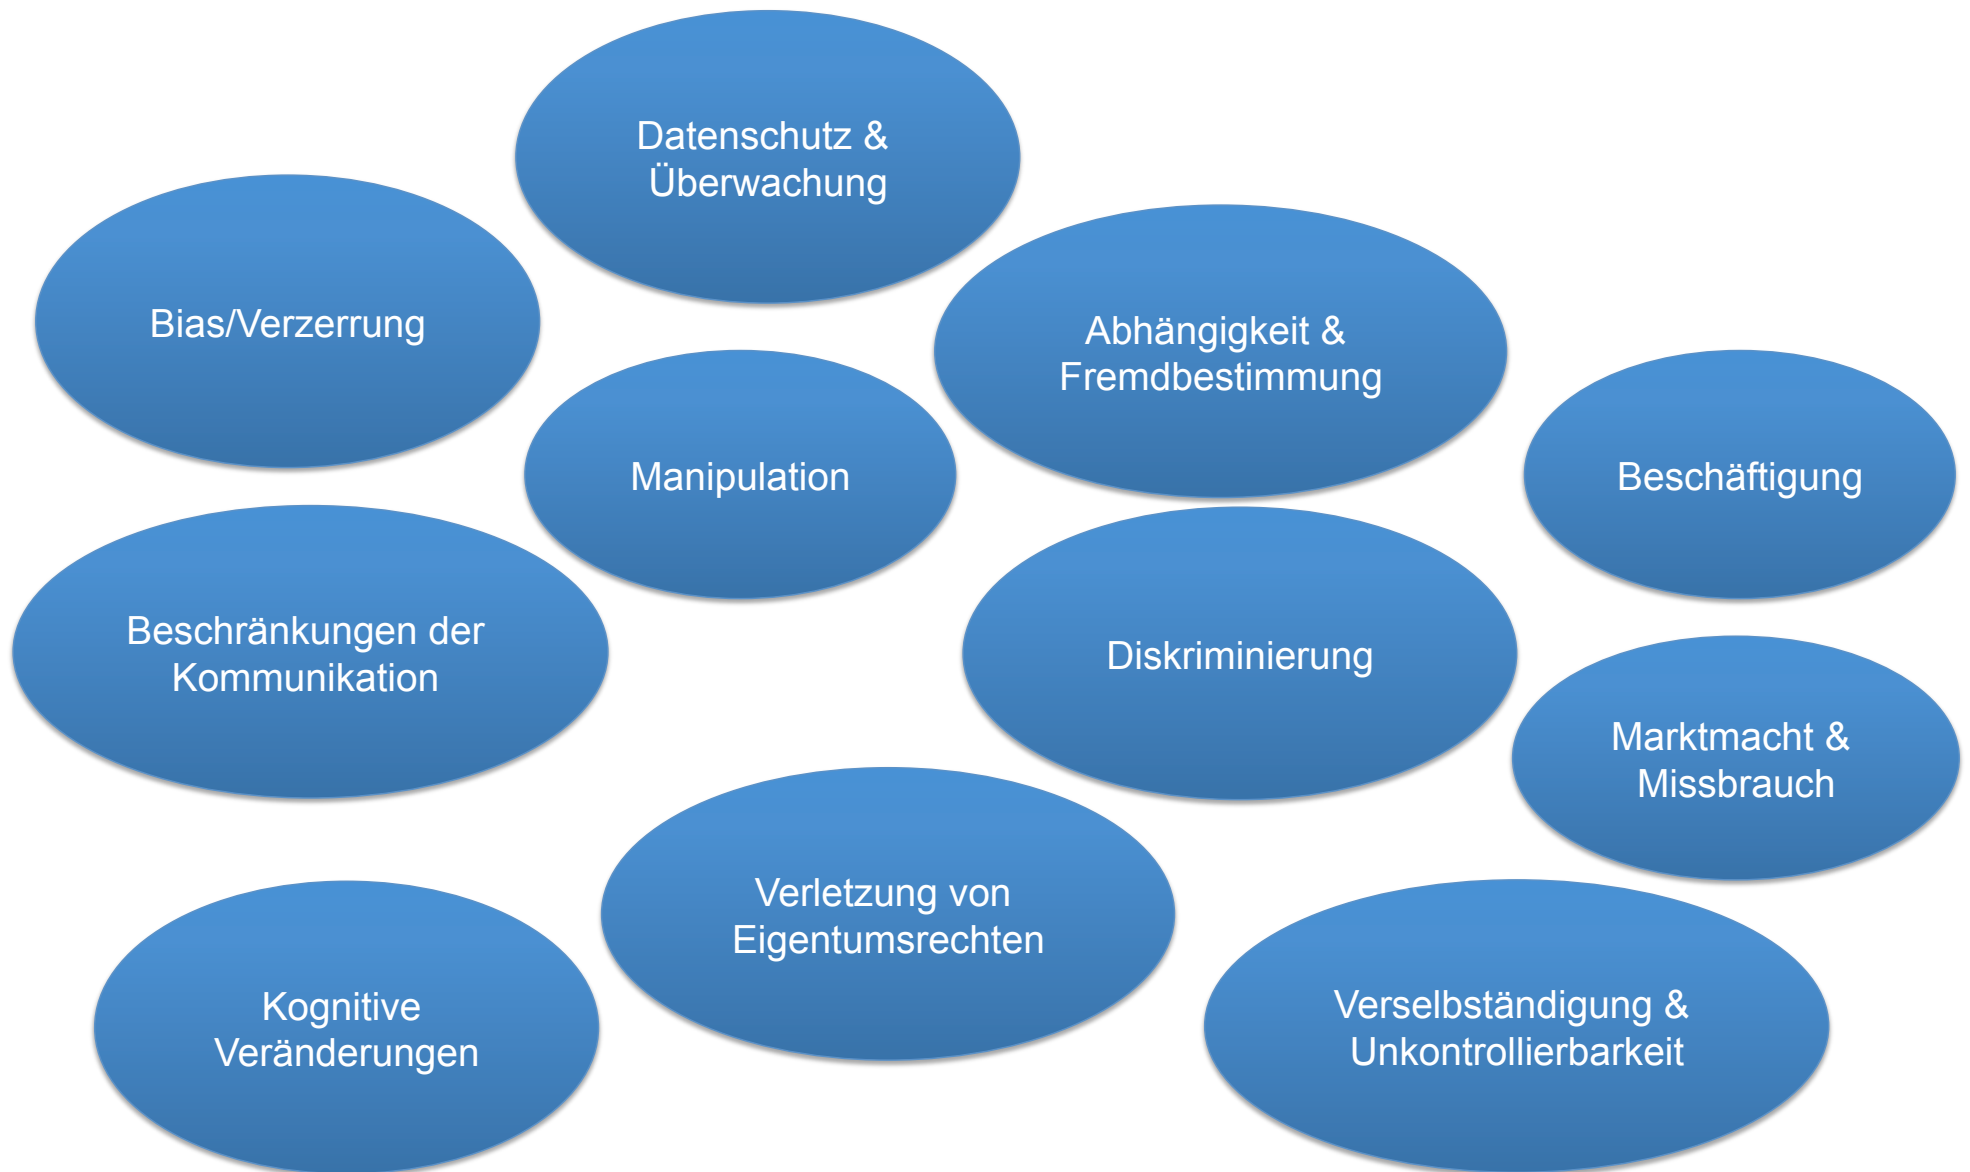 Datenschutz &
Überwachung
Bias/Verzerrung
Abhängigkeit &
Fremdbestimmung
Manipulation
Beschäftigung
Beschränkungen der
Kommunikation
Diskriminierung
Marktmacht &
Missbrauch
Verletzung von
Eigentumsrechten
Kognitive
Veränderungen
Verselbständigung &
Unkontrollierbarkeit